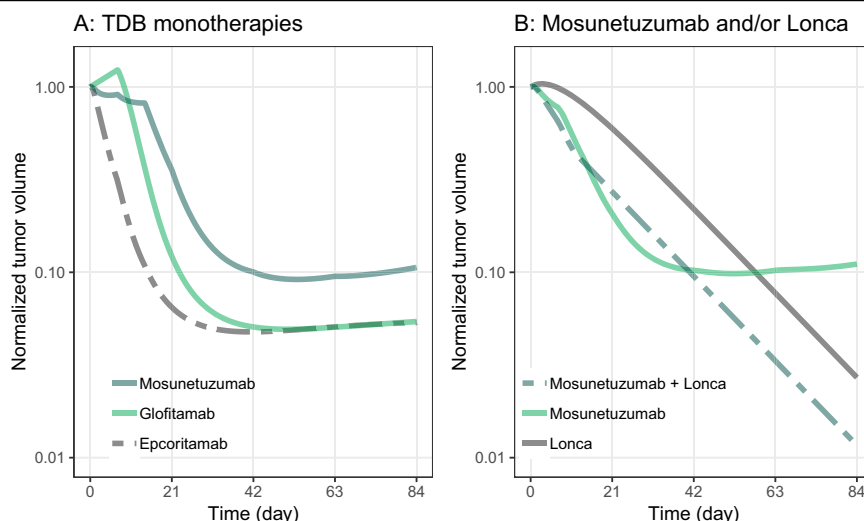 A: TDB monotherapies
1.00
0.10
0.01
Normalized tumor volume
Mosunetuzumab
Glofitamab
Epcoritamab
0 21 42 63 84
Time (day)
B: Mosunetuzumab and/or Lonca
1.00
0.10
0.01
Normalized tumor volume
Mosunetuzumab + Lonca
Mosunetuzumab
Lonca
0 21 42 63 84
Time (day)